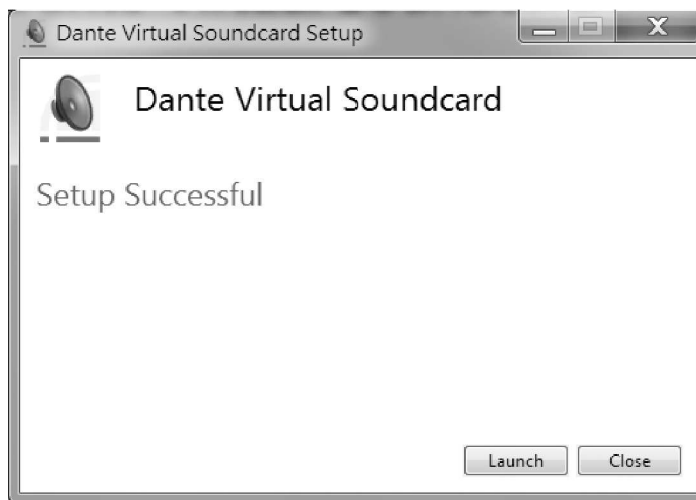 Dante Virtual Soundcard Setup
Dante Virtual Soundcard
Setup Successful
Launch Close